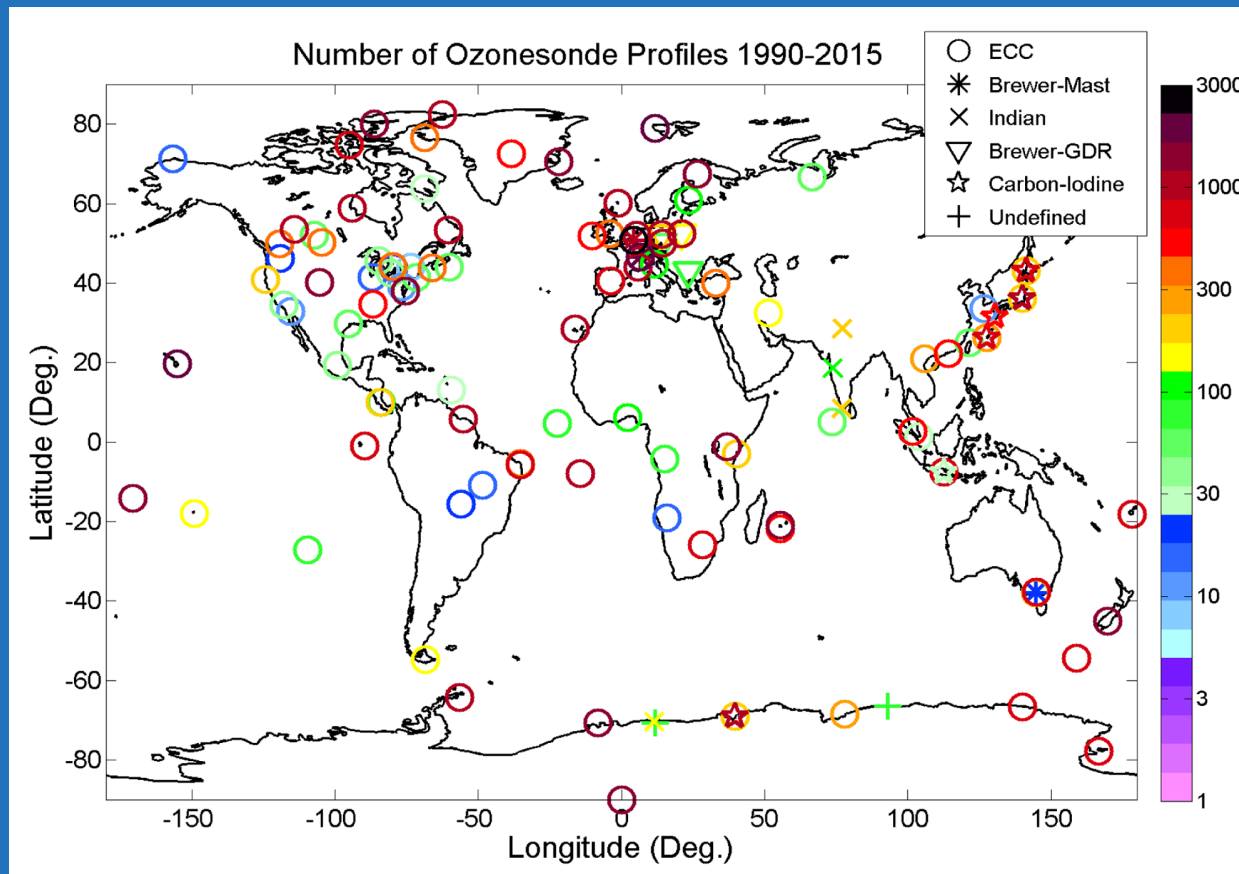 Number of Ozonesonde Profiles 1990-2015
ECC
Brewer-Mast
Indian
Brewer-GDR
Carbon-Iodine
Undefined
80
60
40
20
0
-20
-40
-60
-80
Latitude (Deg.)
-150
-100
-50
0
50
100
150
Longitude (Deg.)
3000
1000
300
100
30
10
3
1